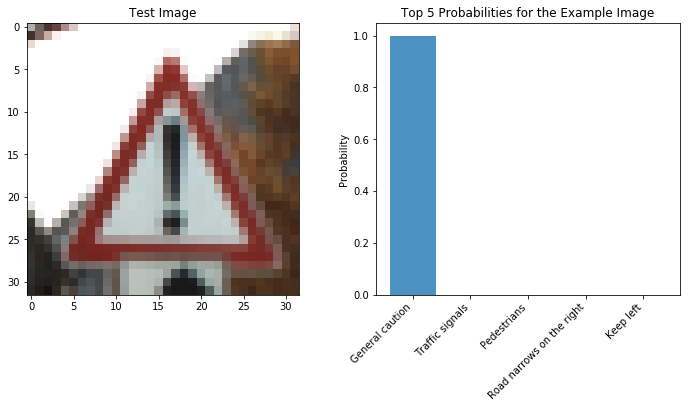 Test Image
0
5
10
15
20
25
30
0
5
10
15
20
25
30
Top 5 Probabilities for the Example Image
Probability
1.0
0.8
0.6
0.4
0.2
0.0
General caution
Traffic signals
Pedestrians
Road narrows on the right
Keep left